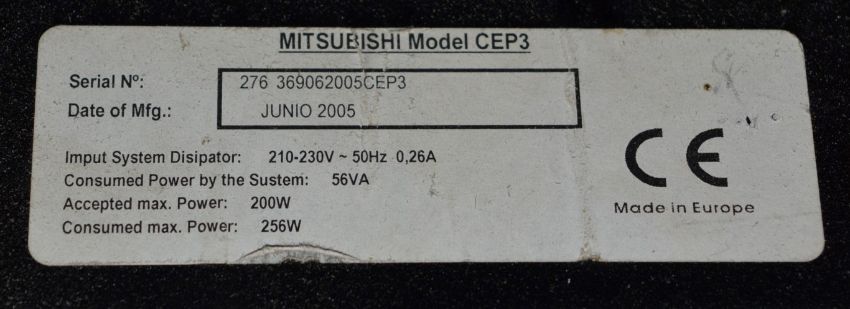 MITSUBISHI Model CEP3
Serial Nº: 276 369062005CEP3
Date of Mfg.: JUNIO 2005
Imput System Disipator: 210-230V ~ 50Hz 0,26A
Consumed Power by the Sustem: 56VA
Accepted max. Power: 200W
Consumed max. Power: 256W
CE
Made in Europe